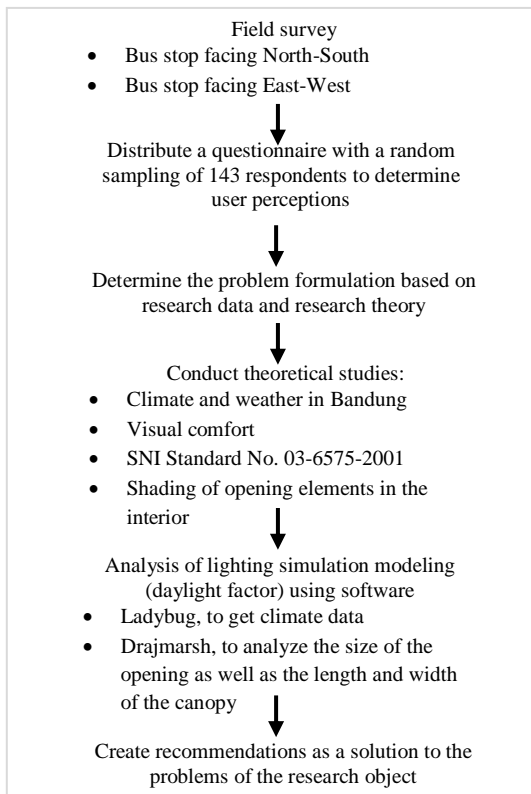 Field survey
• Bus stop facing North-South
• Bus stop facing East-West
Distribute a questionnaire with a random
sampling of 143 respondents to determine
user perceptions
Determine the problem formulation based on
research data and research theory
Conduct theoretical studies:
• Climate and weather in Bandung
• Visual comfort
• SNI Standard No. 03-6575-2001
• Shading of opening elements in the
interior
Analysis of lighting simulation modeling
(daylight factor) using software
• Ladybug, to get climate data
• Drajmarsh, to analyze the size of the
opening as well as the length and width
of the canopy
Create recommendations as a solution to the
problems of the research object